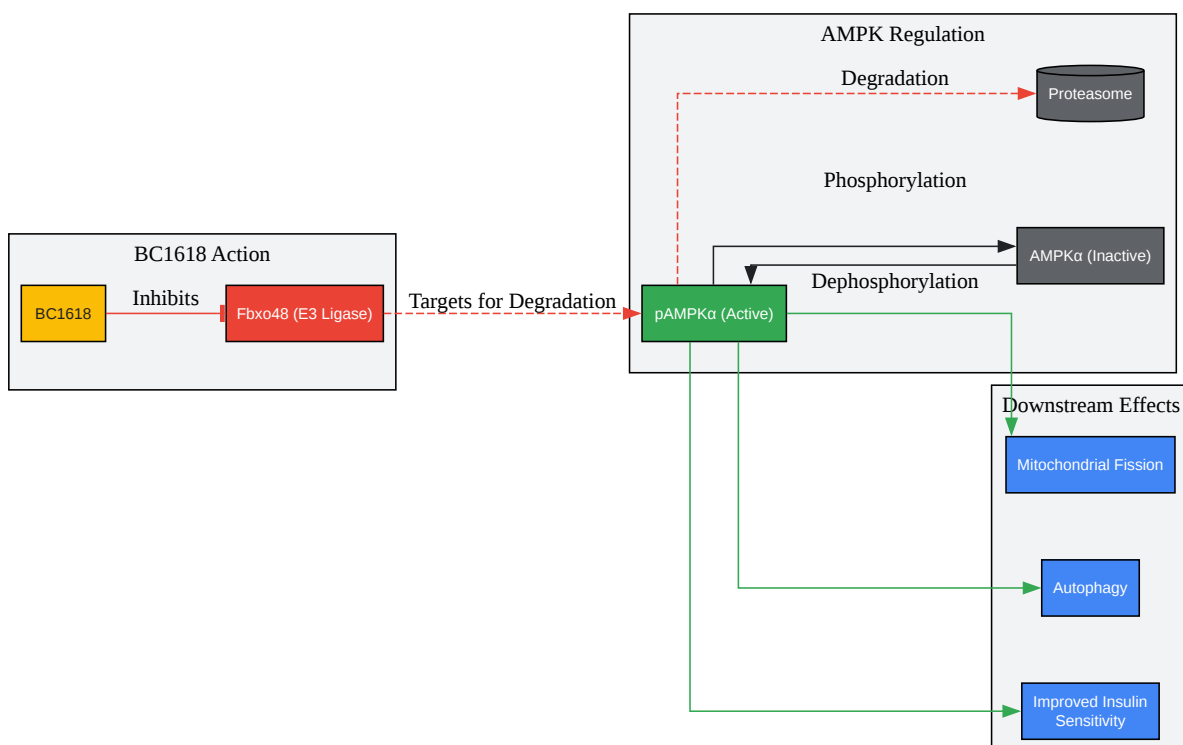 AMPK Regulation
Degradation
Proteasome
Phosphorylation
BC1618 Action
AMPKα (Inactive)
Dephosphorylation
Inhibits
BC1618
Fbxo48 (E3 Ligase)
Targets for Degradation
pAMPKα (Active)
Downstream Effects
Mitochondrial Fission
Autophagy
Improved Insulin
Sensitivity